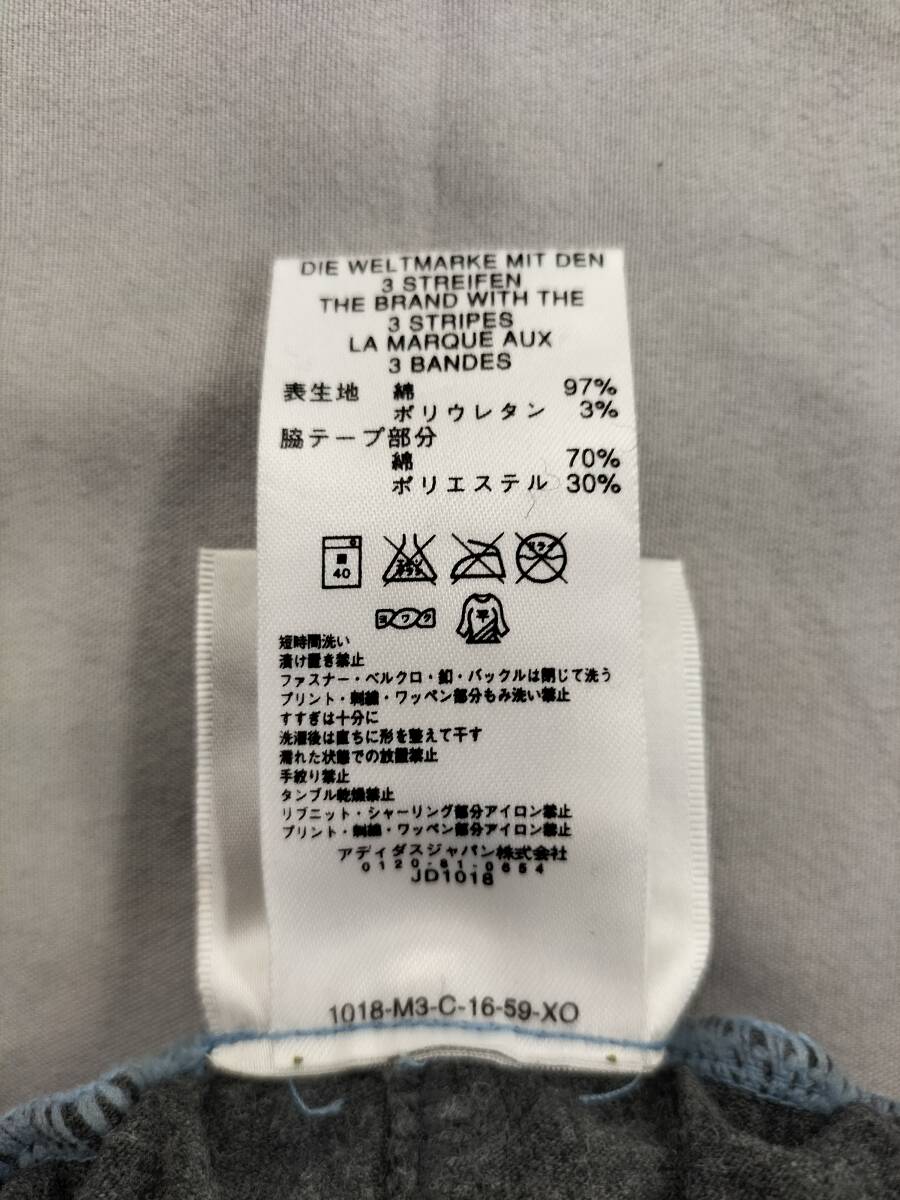 DIE WELTMARKE MIT DEN
3 STREIFEN
THE BRAND WITH THE
3 STRIPES
LA MARQUE AUX
3 BANDES
表生地 綿 97%
ポリウレタン 3%
脇テープ部分
綿 70%
ポリエステル 30%
40
ヨワク
平
短時間洗い
漬け置き禁止
ファスナー・ベルクロ・釦・バックルは閉じて洗う
プリント・刺繍・ワッペン部分もみ洗い禁止
すすぎは十分に
洗濯後は直ちに形を整えて干す
濡れた状態での放置禁止
手絞り禁止
タンブル乾燥禁止
リブニット・シャーリング部分アイロン禁止
プリント・刺繍・ワッペン部分アイロン禁止
アディダスジャパン株式会社
0120-81-0654
JD1018
1018-M3-C-16-59-XO